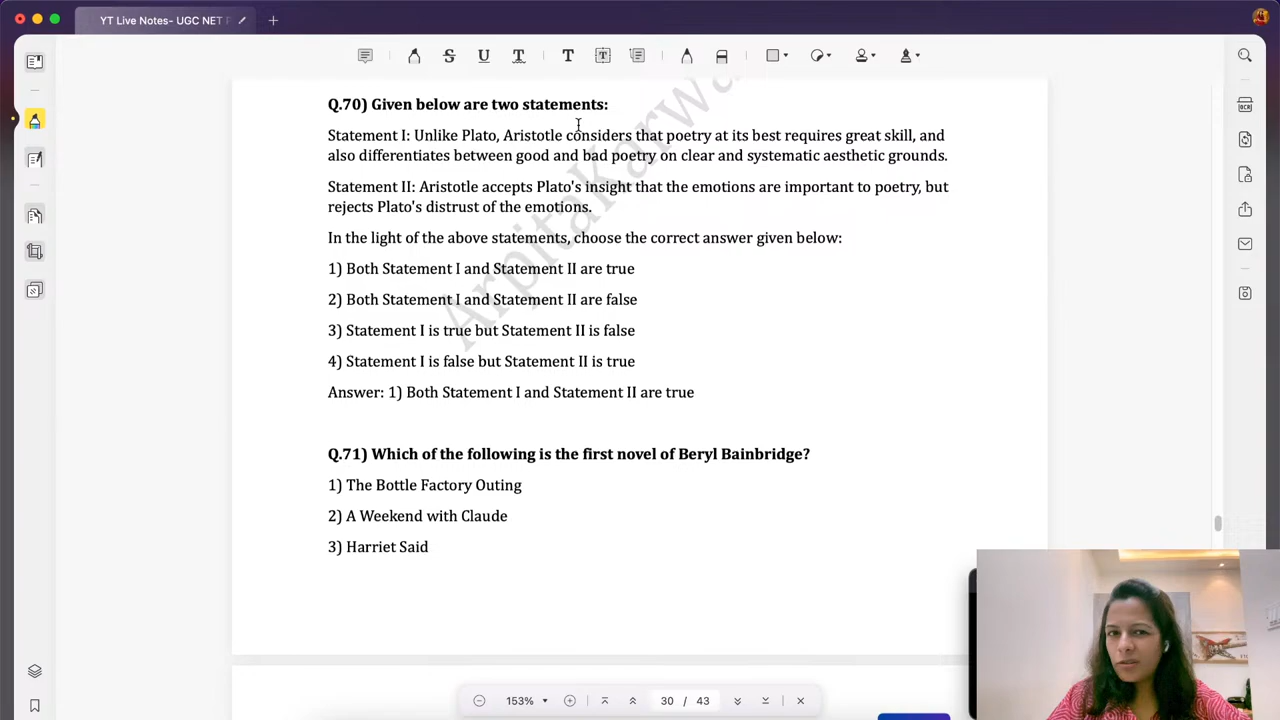 YT Live Notes- UGC NET P
Q.70) Given below are two statements:
Statement I: Unlike Plato, Aristotle considers that poetry at its best requires great skill, and
also differentiates between good and bad poetry on clear and systematic aesthetic grounds.
Statement II: Aristotle accepts Plato's insight that the emotions are important to poetry, but
rejects Plato's distrust of the emotions.
In the light of the above statements, choose the correct answer given below:
1) Both Statement I and Statement II are true
2) Both Statement I and Statement II are false
3) Statement I is true but Statement II is false
4) Statement I is false but Statement II is true
Answer: 1) Both Statement I and Statement II are true
Q.71) Which of the following is the first novel of Beryl Bainbridge?
1) The Bottle Factory Outing
2) A Weekend with Claude
3) Harriet Said
ArpitaKarwa
153%
30 / 43